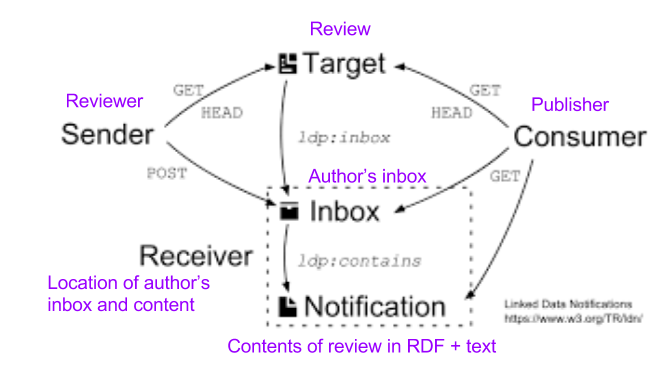 Review
Target
GET
HEAD
GET
HEAD
Reviewer
Sender
Publisher
Consumer
ldp:inbox
POST
Author's inbox
GET
Inbox
Receiver
ldp:contains
Location of author's
inbox and content
Notification
Linked Data Notifications
https://www.w3.org/TR/ldn/
Contents of review in RDF + text